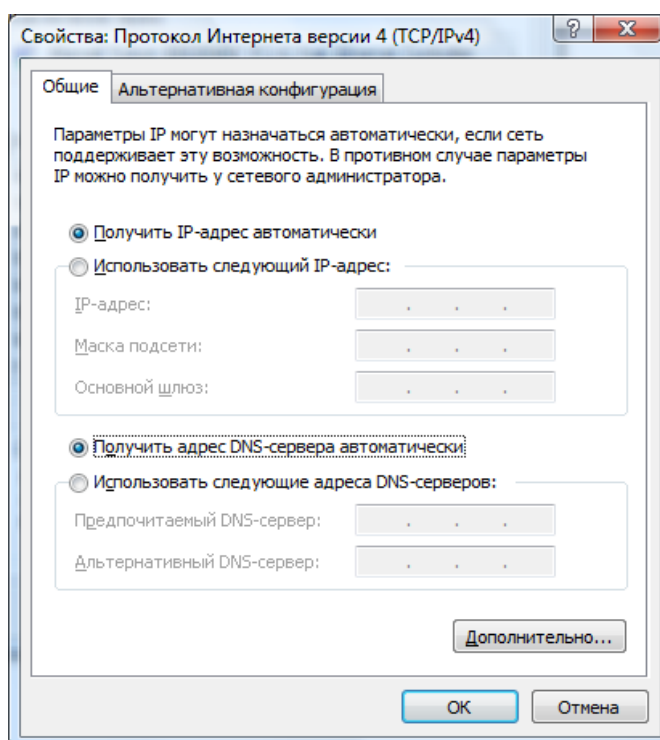 Свойства: Протокол Интернета версии 4 (TCP/IPv4)
?
X
Общие
Альтернативная конфигурация
Параметры IP могут назначаться автоматически, если сеть
поддерживает эту возможность. В противном случае параметры
IP можно получить у сетевого администратора.
Получить IP-адрес автоматически
Использовать следующий IP-адрес:
IP-адрес:
. . .
Маска подсети:
. . .
Основной шлюз:
. . .
Получить адрес DNS-сервера автоматически
Использовать следующие адреса DNS-серверов:
Предпочитаемый DNS-сервер:
. . .
Альтернативный DNS-сервер:
. . .
Дополнительно...
ОК
Отмена